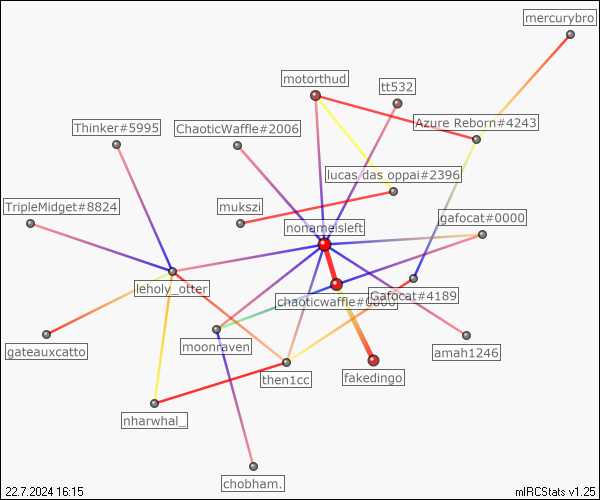 mercurybro
motorthud
tt532
Azure Reborn#4243
Thinker#5995
ChaoticWaffle#2006
lucas das oppai#2396
TripleMidget#8824
mukszi
gafocat#0000
nonameisleft
leholy_otter
chaoticwaffle#0000
Gafocat#4189
moonraven
gateauxcatto
amah1246
then1cc
fakedingo
nharwhal_
chobham.
22.7.2024 16:15
mIRCStats v1.25